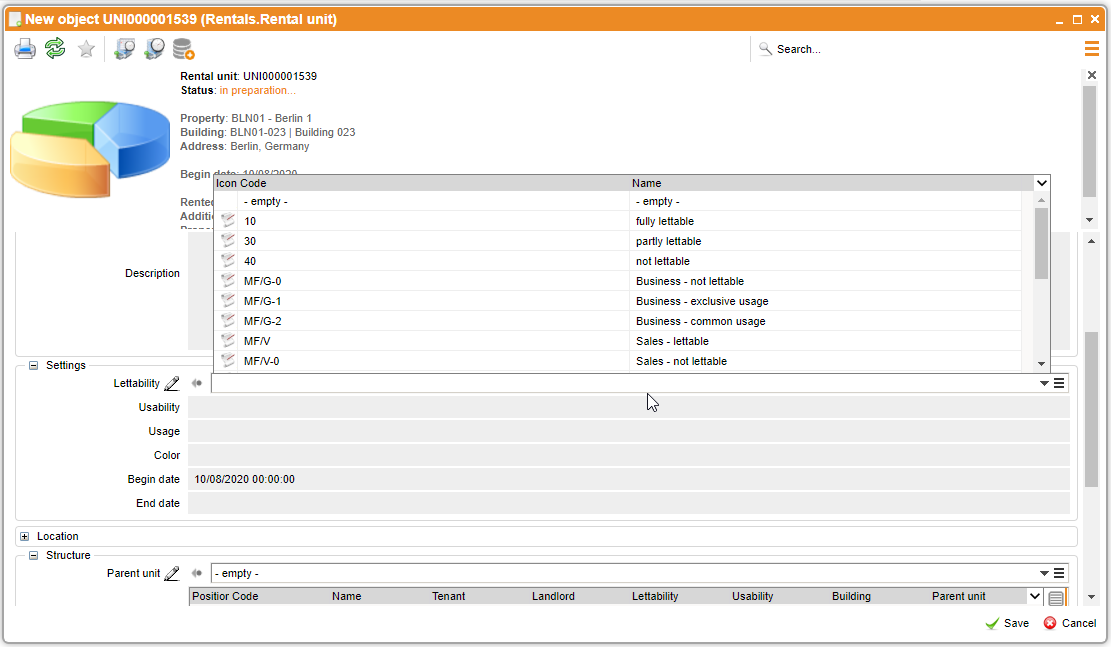 New object UNI000001539 (Rentals.Rental unit)
Search...
Rental unit: UNI000001539
Status: in preparation...
Property: BLN01 - Berlin 1
Building: BLN01-023 | Building 023
Address: Berlin, Germany
Begin date: 10/08/2020
Rented
Icon Code Name
- empty - - empty -
10 fully lettable
30 partly lettable
40 not lettable
MF/G-0 Business - not lettable
MF/G-1 Business - exclusive usage
MF/G-2 Business - common usage
MF/V Sales - lettable
MF/V-0 Sales - not lettable
Description
Settings
Lettability
Usability
Usage
Color
Begin date 10/08/2020 00:00:00
End date
Location
Structure
Parent unit - empty -
Position Code Name Tenant Landlord Lettability Usability Building Parent unit
Save Cancel